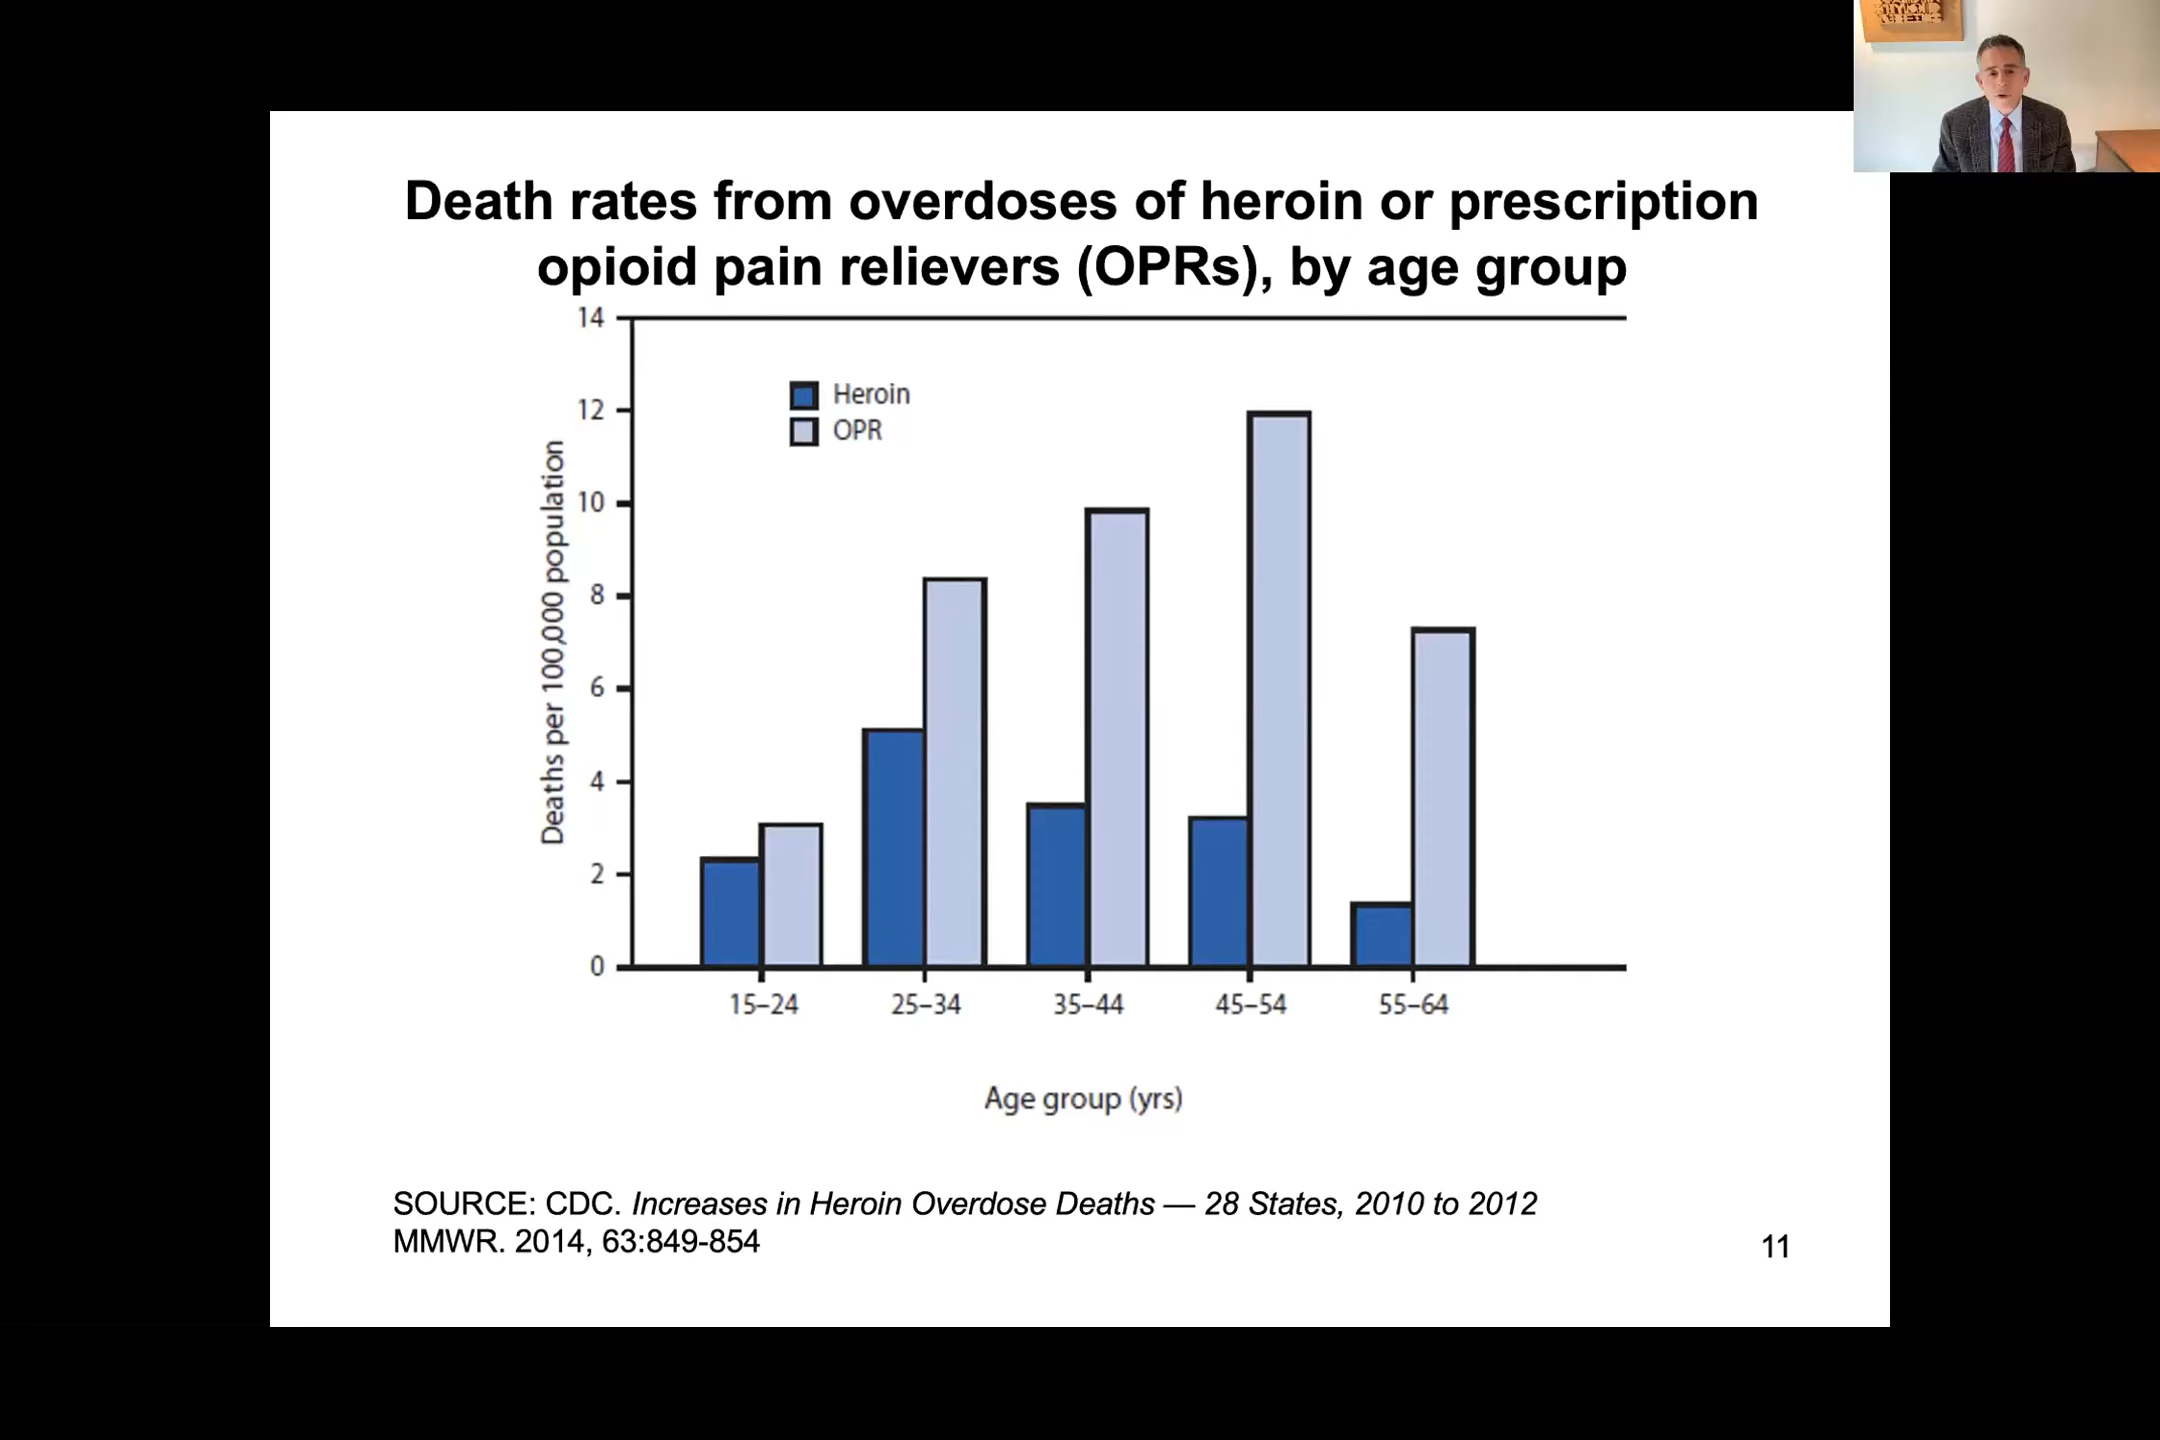 Death rates from overdoses of heroin or prescription
opioid pain relievers (OPRs), by age group
14
12
10
8
6
4
2
0
Deaths per 100,000 population
Heroin
OPR
15–24
25–34
35–44
45–54
55–64
Age group (yrs)
SOURCE: CDC. Increases in Heroin Overdose Deaths — 28 States, 2010 to 2012
MMWR. 2014, 63:849-854
11